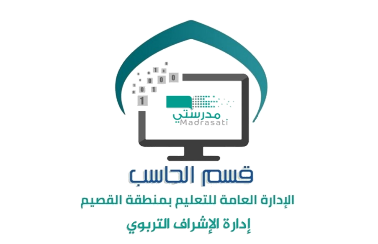 مدرستي
Madrasati
قسم الحاسب
الإدارة العامة للتعليم بمنطقة القصيم
إدارة الإشراف التربوي